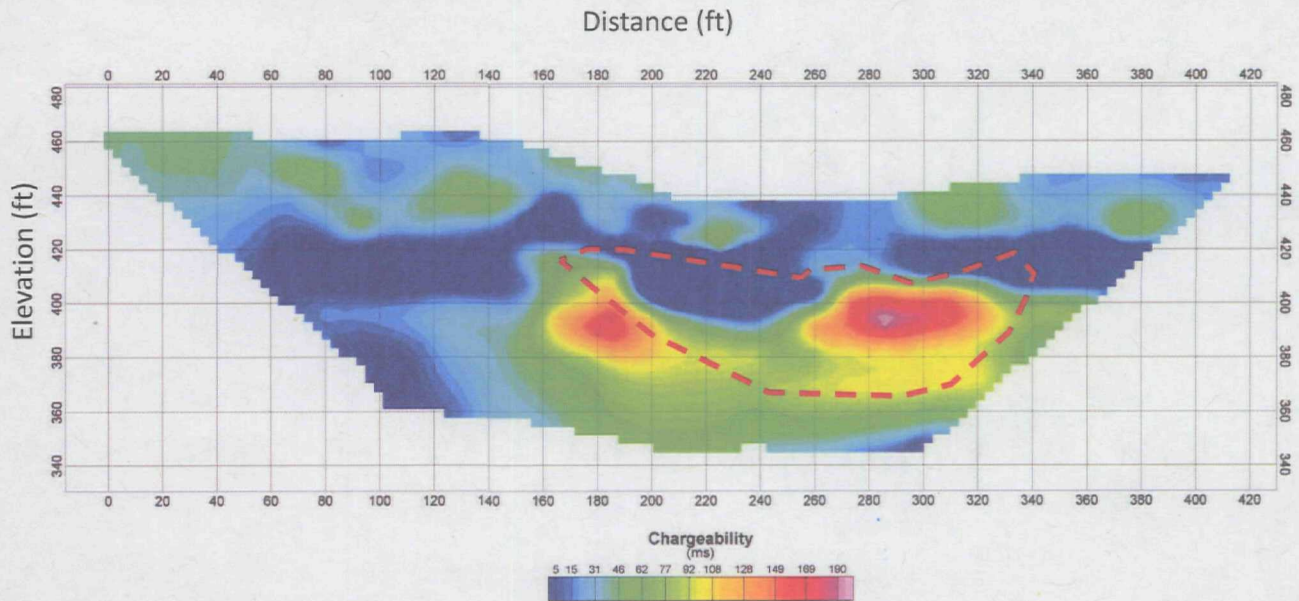 Distance (ft)
0 20 40 60 80 100 120 140 160 180 200 220 240 260 280 300 320 340 360 380 400 420
480 460 440 420 400 380 360 340
Elevation (ft)
480 460 440 420 400 380 360 340
0 20 40 60 80 100 120 140 160 180 200 220 240 260 280 300 320 340 360 380 400 420
Chargeability
(ms)
5 15 31 46 62 77 92 108 128 149 169 190